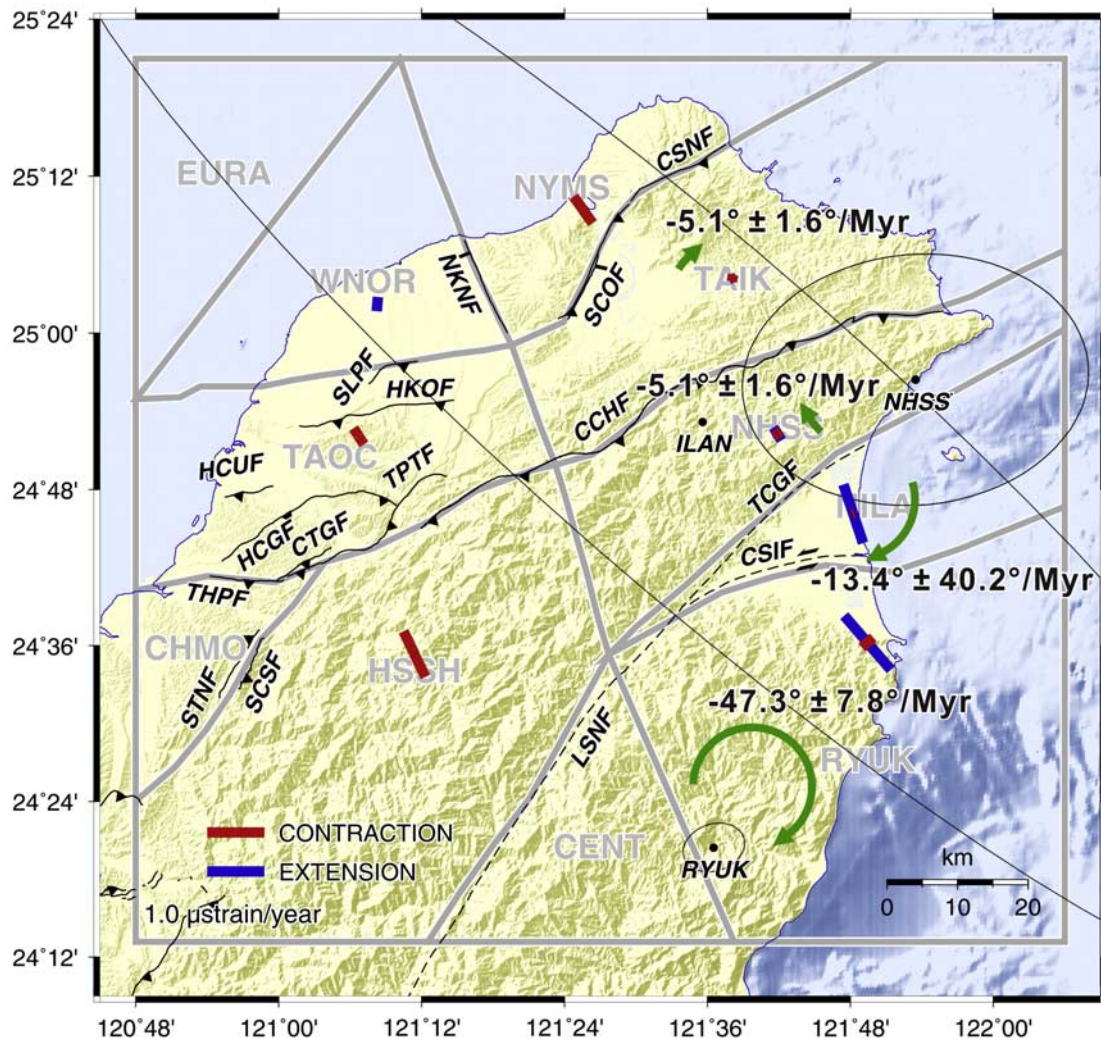 25°24'
25°12'
25°00'
24°48'
24°36'
24°24'
24°12'
EURA
NYMS
CSNF
-5.1° ± 1.6°/Myr
WNOR
NKNF
SCOF
TAIK
SLPF
HKOF
-5.1° ± 1.6°/Myr
NHSS
CCHF
ILAN
NHSS
TAOC
HCUF
TPTF
TCGF
NILA
HCGF
CTGF
CSIF
-13.4° ± 40.2°/Myr
THPF
CHMO
HSSH
STNF
SCSF
-47.3° ± 7.8°/Myr
LSNF
RYUK
CONTRACTION
EXTENSION
CENT
RYUK
km
0 10 20
1.0 µstrain/year
120°48' 121°00' 121°12' 121°24' 121°36' 121°48' 122°00'